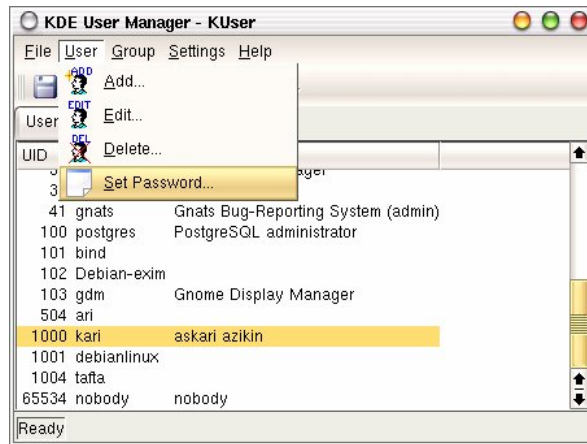 KDE User Manager - KUser
File User Group Settings Help
ADD Add...
EDIT Edit...
DEL Delete...
Set Password...
User
UID
41 gnats Gnats Bug-Reporting System (admin)
100 postgres PostgreSQL administrator
101 bind
102 Debian-exim
103 gdm Gnome Display Manager
504 ari
1000 kari askari azikin
1001 debianlinux
1004 tafta
65534 nobody nobody
Ready